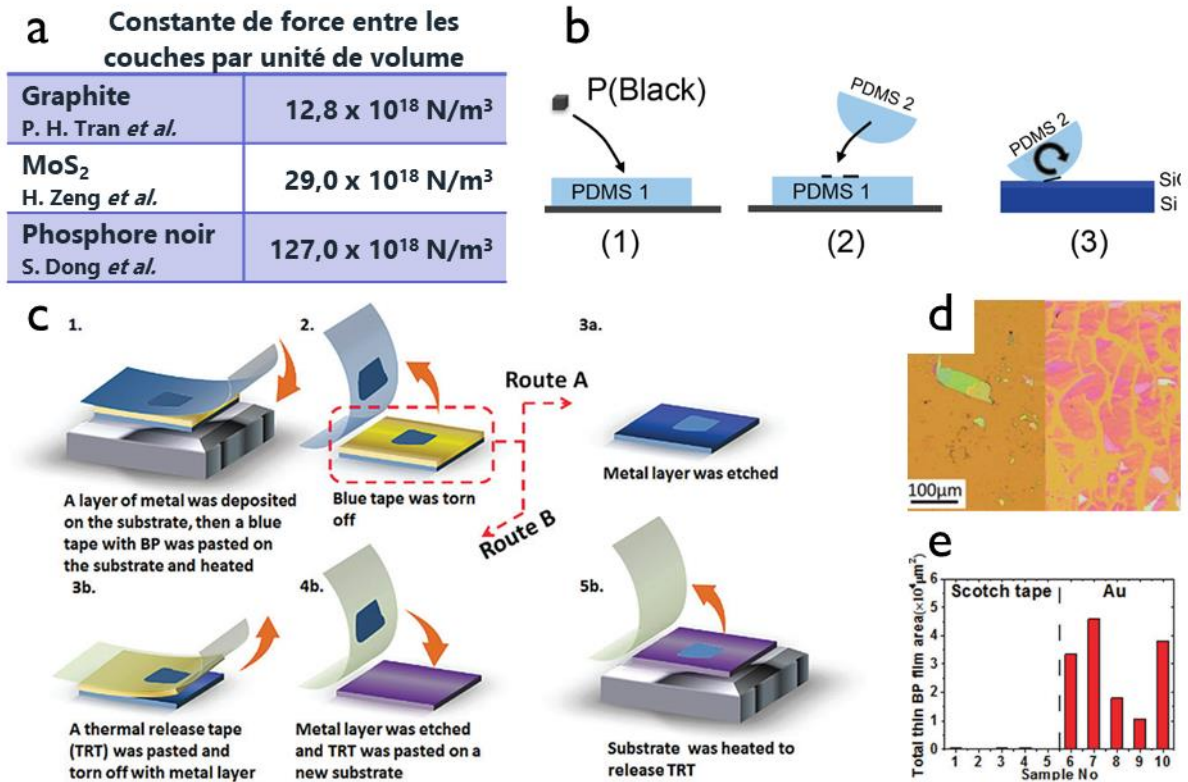 a
Constante de force entre les
couches par unité de volume
Graphite
P. H. Tran et al.
12,8 x 10¹⁸ N/m³
MoS₂
H. Zeng et al.
29,0 x 10¹⁸ N/m³
Phosphore noir
S. Dong et al.
127,0 x 10¹⁸ N/m³
b
P(Black)
PDMS 1
(1)
PDMS 2
PDMS 1
(2)
PDMS 2
Si
(3)
c
1.
A layer of metal was deposited
on the substrate, then a blue
tape with BP was pasted on
the substrate and heated
2.
Blue tape was torn
off
Route A
Route B
3a.
Metal layer was etched
3b.
A thermal release tape
(TRT) was pasted and
torn off with metal layer
4b.
Metal layer was etched
and TRT was pasted on a
new substrate
5b.
Substrate was heated to
release TRT
d
100μm
e
Total thin BP film area(×10⁴μm²)
6
5
4
3
2
1
0
Scotch tape
Au
1 2 3 4 5 6 7 8 9 10
Sample No